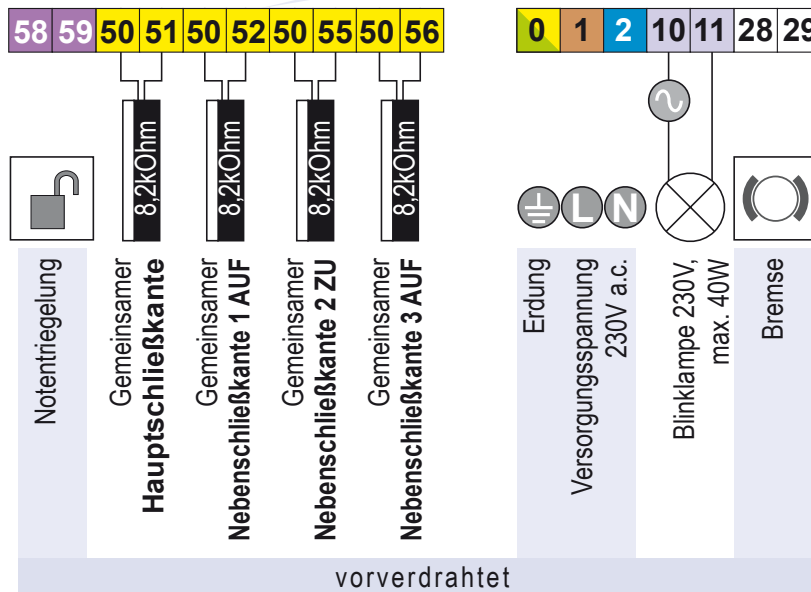 58 59 50 51 50 52 50 55 50 56 0 1 2 10 11 28 29
8,2kOhm
8,2kOhm
8,2kOhm
8,2kOhm
L N
Notentriegelung
Gemeinsamer
Hauptschließkante
Gemeinsamer
Nebenschließkante 1 AUF
Gemeinsamer
Nebenschließkante 2 ZU
Gemeinsamer
Nebenschließkante 3 AUF
Erdung
Versorgungsspannung
230V a.c.
Blinklampe 230V,
max. 40W
Bremse
vorverdrahtet